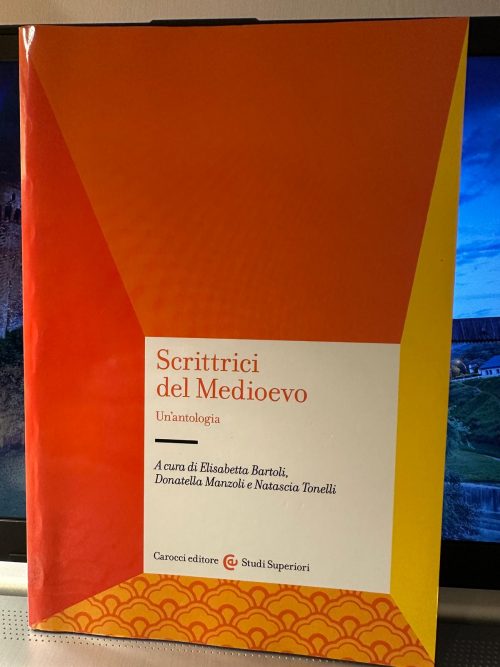 Scrittrici
del Medioevo
Un'antologia
A cura di Elisabetta Bartoli,
Donatella Manzoli e Natascia Tonelli
Carocci editore Studi Superiori